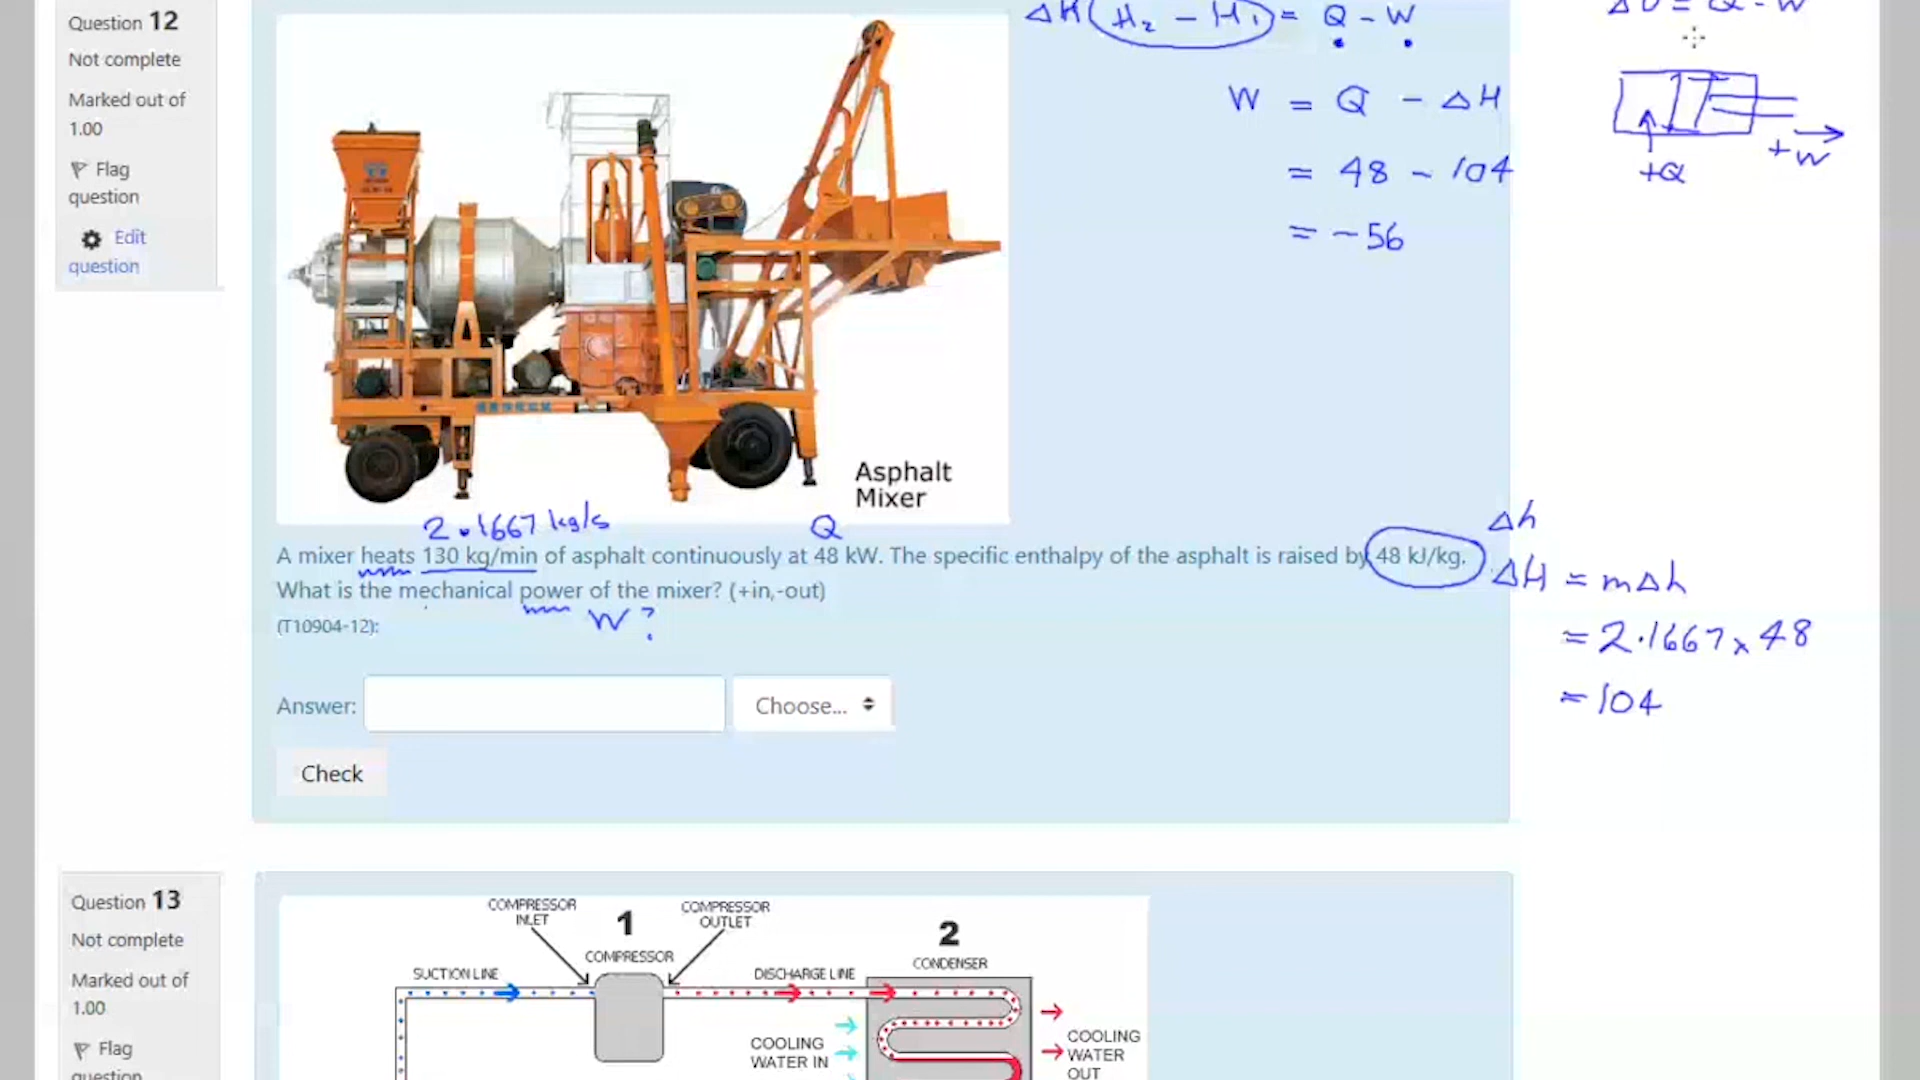 Question 12
Not complete
Marked out of
1.00
Flag
question
Edit
question
ΔH (H₂ - H₁) = Q - W
W = Q - ΔH
= 48 - 104
= -56
ΔU = Q - W
+Q
+W
Asphalt
Mixer
2.1667 kg/s
Q
A mixer heats 130 kg/min of asphalt continuously at 48 kW. The specific enthalpy of the asphalt is raised by 48 kJ/kg.
What is the mechanical power of the mixer? (+in,-out)
W?
(T10904-12):
Δh
ΔH = mΔh
= 2.1667 x 48
= 104
Answer:
Choose...
Check
Question 13
Not complete
Marked out of
1.00
Flag
question
COMPRESSOR
INLET
1
COMPRESSOR
OUTLET
COMPRESSOR
2
CONDENSER
SUCTION LINE
DISCHARGE LINE
COOLING
WATER IN
COOLING
WATER
OUT